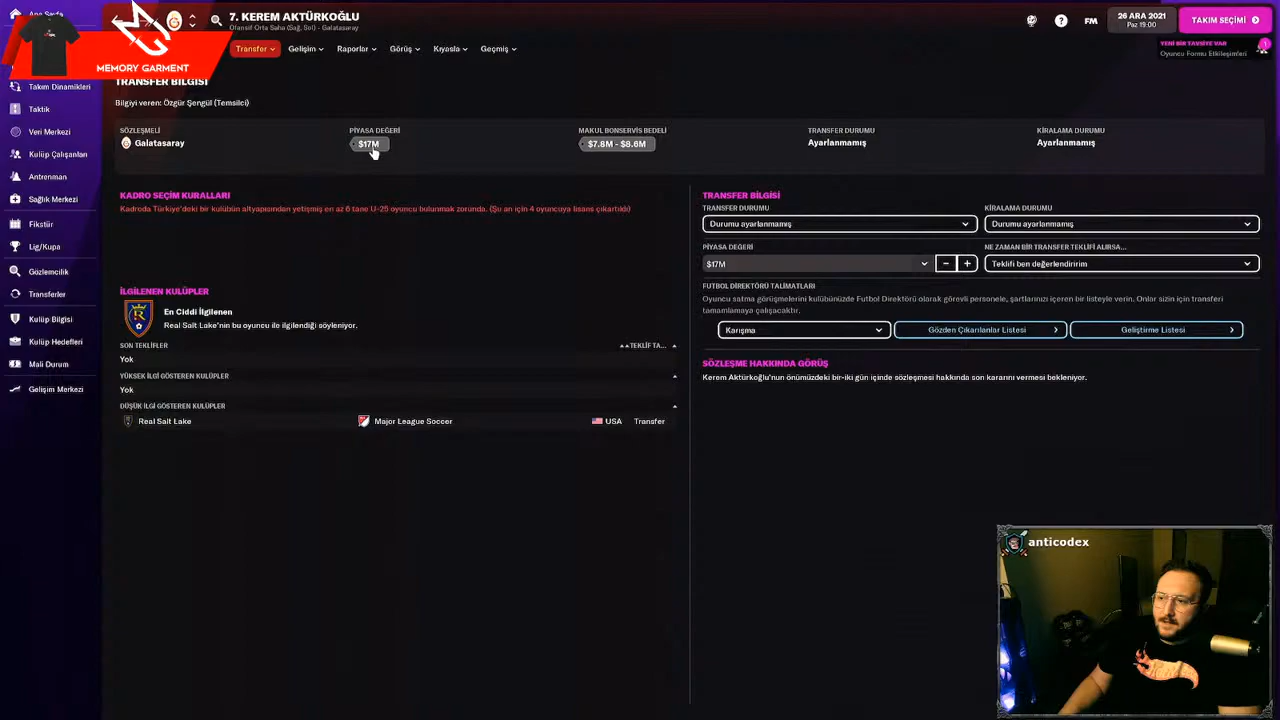 Ana Sayfa
7. KEREM AKTÜRKOĞLU
Ofansif Orta Saha (Sağ, Sol) - Galatasaray
FM
26 ARA 2021
Paz 19:00
TAKIM SEÇİMİ
YENİ BİR TAVSİYE VAR
Oyuncu Formu Etkileşimleri
1
MEMORY GARMENT
Transfer
Gelişim
Raporlar
Görüş
Kıyasla
Geçmiş
TRANSFER BİLGİSİ
Bilgiyi veren: Özgür Şengül (Temsilci)
Takım Dinamikleri
Taktik
Veri Merkezi
Kulüp Çalışanları
Antrenman
Sağlık Merkezi
Fikstür
Lig/Kupa
Gözlemcilik
Transferler
Kulüp Bilgisi
Kulüp Hedefleri
Mali Durum
Gelişim Merkezi
SÖZLEŞMELİ
Galatasaray
PİYASA DEĞERİ
$17M
MAKUL BONSERVİS BEDELİ
$7.8M - $8.6M
TRANSFER DURUMU
Ayarlanmamış
KİRALAMA DURUMU
Ayarlanmamış
KADRO SEÇİM KURALLARI
Kadroda Türkiye'deki bir kulübün altyapısından yetişmiş en az 6 tane U-25 oyuncu bulunmak zorunda. (Şu an için 4 oyuncuya lisans çıkartıldı)
İLGİLENEN KULÜPLER
En Ciddi İlgilenen
Real Salt Lake'nin bu oyuncu ile ilgilendiği söyleniyor.
SON TEKLİFLER
TEKLİF TA...
Yok
YÜKSEK İLGİ GÖSTEREN KULÜPLER
Yok
DÜŞÜK İLGİ GÖSTEREN KULÜPLER
Real Salt Lake
Major League Soccer
USA
Transfer
TRANSFER BİLGİSİ
TRANSFER DURUMU
Durumu ayarlanmamış
KİRALAMA DURUMU
Durumu ayarlanmamış
PİYASA DEĞERİ
$17M
NE ZAMAN BİR TRANSFER TEKLİFİ ALIRSA...
Teklifi ben değerlendiririm
FUTBOL DİREKTÖRÜ TALİMATLARI
Oyuncu satma görüşmelerini kulübünüzde Futbol Direktörü olarak görevli personele, şartlarınızı içeren bir listeyle verin. Onlar sizin için transferi
tamamlamaya çalışacaktır.
Karışma
Gözden Çıkarılanlar Listesi
Geliştirme Listesi
SÖZLEŞME HAKKINDA GÖRÜŞ
Kerem Aktürkoğlu'nun önümüzdeki bir-iki gün içinde sözleşmesi hakkında son kararını vermesi bekleniyor.
anticodex